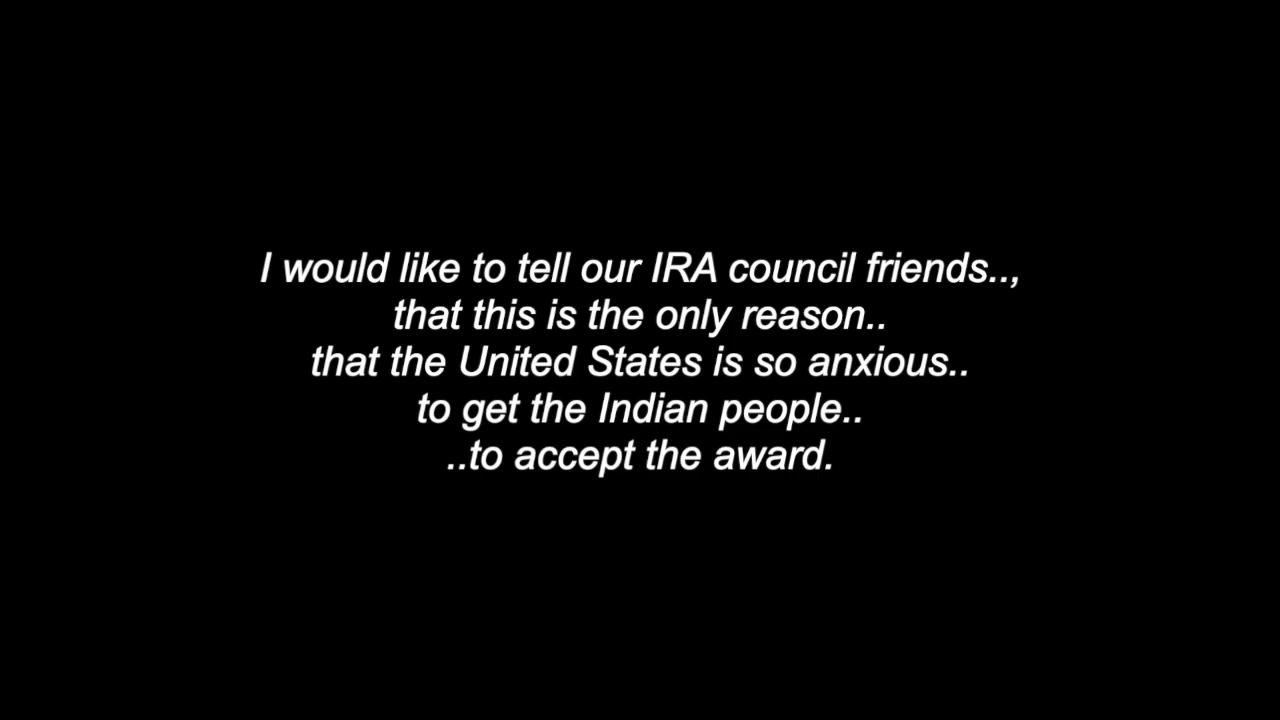 I would like to tell our IRA council friends..,
that this is the only reason..
that the United States is so anxious..
to get the Indian people..
..to accept the award.